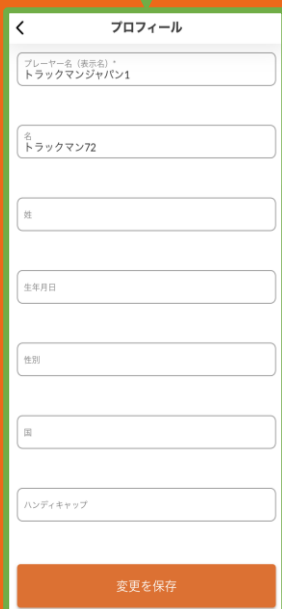 プロフィール
プレーヤー名（表示名）*
トラックマンジャパン1
名
トラックマン72
姓
生年月日
性別
国
ハンディキャップ
変更を保存